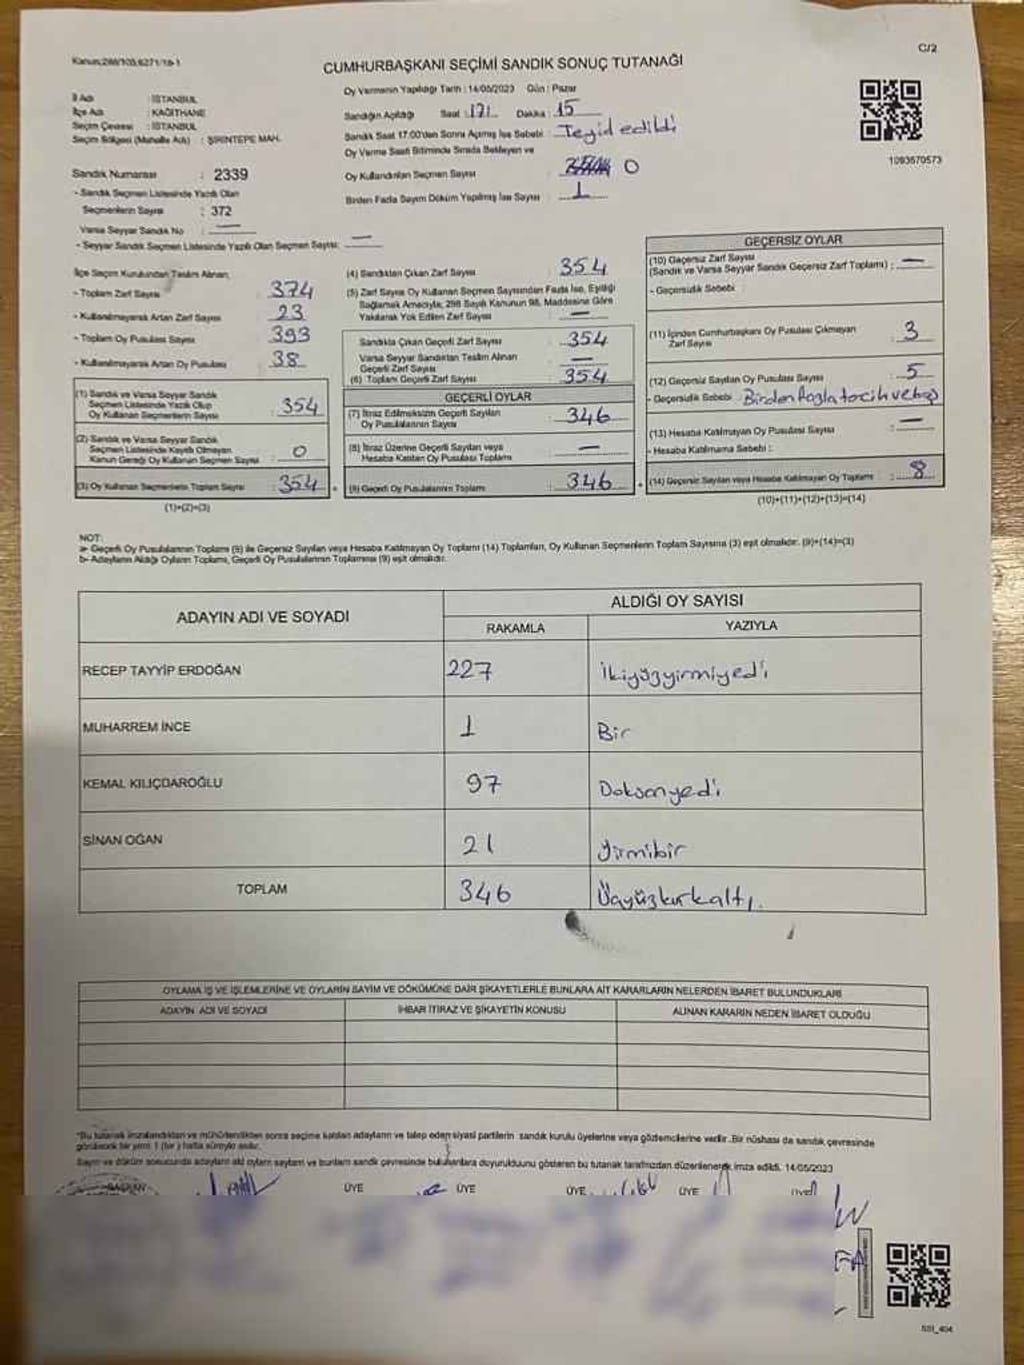 Kanun:298/105,6271/18-1
C/2
CUMHURBAŞKANI SEÇİMİ SANDIK SONUÇ TUTANAĞI
İl Adı : İSTANBUL
İlçe Adı : KAĞITHANE
Seçim Çevresi : İSTANBUL
Seçim Bölgesi (Mahalle Adı) : ŞİRİNTEPE MAH.
Sandık Numarası : 2339
- Sandık Seçmen Listesinde Yazılı Olan
Seçmenlerin Sayısı : 372
Varsa Seyyar Sandık No : —
- Seyyar Sandık Seçmen Listesinde Yazılı Olan Seçmen Sayısı: —
Oy Vermenin Yapıldığı Tarih : 14/05/2023 Gün : Pazar
Sandığın Açıldığı Saat : 17 Dakika : 15
Sandık Saat 17.00'den Sonra Açılmış İse Sebebi : Teyid edildi
Oy Verme Saati Bitiminde Sırada Bekleyen ve
Oy Kullandırılan Seçmen Sayısı : 0
Birden Fazla Sayım Döküm Yapılmış İse Sayısı : 1
1093670573
İlçe Seçim Kurulundan Teslim Alınan;
- Toplam Zarf Sayısı : 374
- Kullanılmayarak Artan Zarf Sayısı : 23
- Toplam Oy Pusulası Sayısı : 393
- Kullanılmayarak Artan Oy Pusulası : 38
(1) Sandık ve Varsa Seyyar Sandık
Seçmen Listesinde Yazılı Olup
Oy Kullanan Seçmenlerin Sayısı : 354
(2) Sandık ve Varsa Seyyar Sandık
Seçmen Listesinde Kayıtlı Olmayan
Kanun Gereği Oy Kullanan Seçmen Sayısı : 0
(3) Oy Kullanan Seçmenlerin Toplam Sayısı : 354
(1)+(2)=(3)
(4) Sandıktan Çıkan Zarf Sayısı : 354
(5) Zarf Sayısı Oy Kullanan Seçmen Sayısından Fazla İse, Eşitliği
Sağlamak Amacıyla, 298 Sayılı Kanunun 98. Maddesine Göre
Yakılarak Yok Edilen Zarf Sayısı : —
Sandıkta Çıkan Geçerli Zarf Sayısı : 354
Varsa Seyyar Sandıktan Teslim Alınan
Geçerli Zarf Sayısı : —
(6) Toplam Geçerli Zarf Sayısı : 354
GEÇERLİ OYLAR
(7) İtiraz Edilmeksizin Geçerli Sayılan
Oy Pusulalarının Sayısı : 346
(8) İtiraz Üzerine Geçerli Sayılan veya
Hesaba Katılan Oy Pusulası Toplamı : —
(9) Geçerli Oy Pusulalarının Toplamı : 346
GEÇERSİZ OYLAR
(10) Geçersiz Zarf Sayısı
(Sandık ve Varsa Seyyar Sandık Geçersiz Zarf Toplamı) : —
- Geçersizlik Sebebi :
(11) İçinden Cumhurbaşkanı Oy Pusulası Çıkmayan
Zarf Sayısı : 3
(12) Geçersiz Sayılan Oy Pusulası Sayısı : 5
- Geçersizlik Sebebi : Birden Fazla tercih ve boş
(13) Hesaba Katılmayan Oy Pusulası Sayısı : —
- Hesaba Katılmama Sebebi :
(14) Geçersiz Sayılan veya Hesaba Katılmayan Oy Toplamı : 8
(10)+(11)+(12)+(13)=(14)
NOT:
a- Geçerli Oy Pusulalarının Toplamı (9) ile Geçersiz Sayılan veya Hesaba Katılmayan Oy Toplamı (14) Toplamları, Oy Kullanan Seçmenlerin Toplam Sayısına (3) eşit olmalıdır. (9)+(14)=(3)
b- Adayların Aldığı Oyların Toplamı, Geçerli Oy Pusulalarının Toplamına (9) eşit olmalıdır.
ADAYIN ADI VE SOYADI
ALDIĞI OY SAYISI
RAKAMLA YAZIYLA
RECEP TAYYİP ERDOĞAN 227 İkiyüzyirmiyedi
MUHARREM İNCE 1 Bir
KEMAL KILIÇDAROĞLU 97 Doksanyedi
SİNAN OĞAN 21 Yirmibir
TOPLAM 346 Üçyüzkırkaltı.
OYLAMA İŞ VE İŞLEMLERİNE VE OYLARIN SAYIM VE DÖKÜMÜNE DAİR ŞİKAYETLERLE BUNLARA AİT KARARLARIN NELERDEN İBARET BULUNDUKLARI
ADAYIN ADI VE SOYADI İHBAR İTİRAZ VE ŞİKAYETİN KONUSU ALINAN KARARIN NEDEN İBARET OLDUĞU
*Bu tutanak imzalandıktan ve mühürlendikten sonra seçime katılan adayların ve talep eden siyasi partilerin sandık kurulu üyelerine veya gözlemcilerine verilir. Bir nüshası da sandık çevresinde
görülecek bir yere 1 (bir) hafta süreyle asılır.
Sayım ve döküm sonucunda adayların aldığı oyların sayısını ve bunların sandık çevresinde bulunanlara duyurulduğunu gösteren bu tutanak tarafımızdan düzenlenerek imza edildi. 14/05/2023
BAŞKAN ÜYE ÜYE ÜYE ÜYE ÜYE
SSİ_404